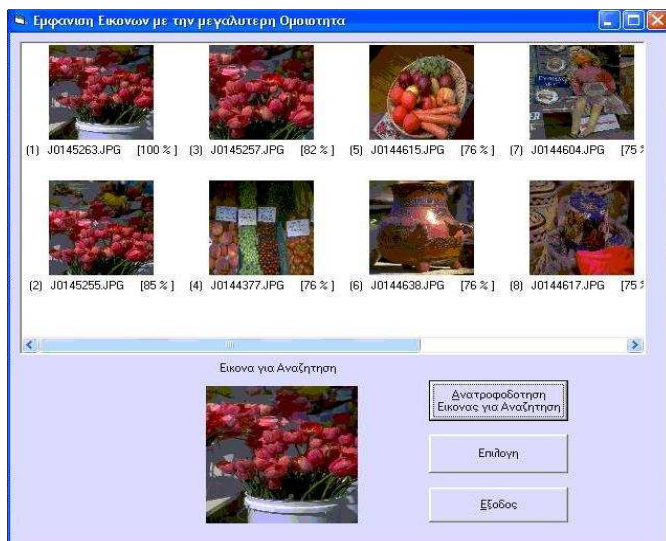 Εμφανιση Εικονων με την μεγαλυτερη Ομοιοτητα
(1) J0145263.JPG [100 % ] (3) J0145257.JPG [82 % ] (5) J0144615.JPG [76 % ] (7) J0144604.JPG [75 %
(2) J0145255.JPG [85 % ] (4) J0144377.JPG [76 % ] (6) J0144638.JPG [76 % ] (8) J0144617.JPG [75 %
Εικονα για Αναζητηση
Ανατροφοδοτηση
Εικονας για Αναζητηση
Επιλογη
Εξοδος